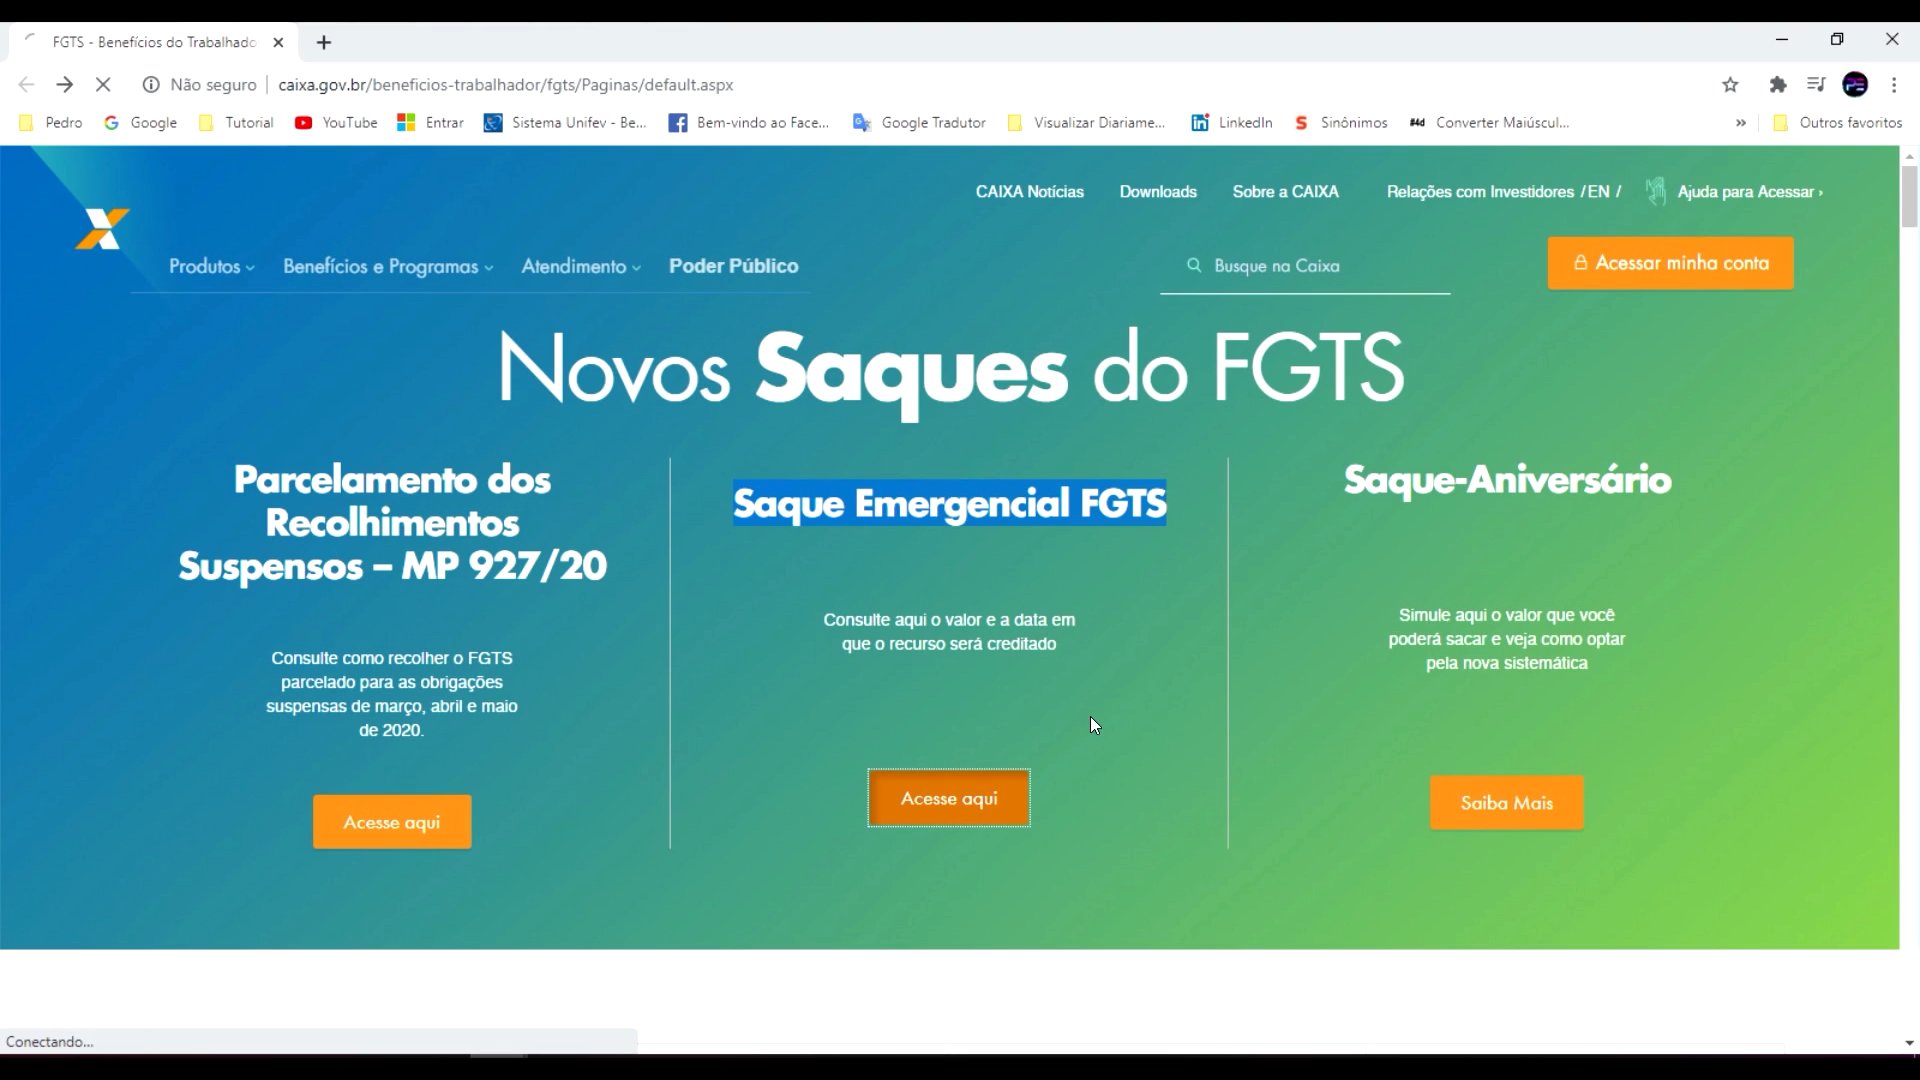 FGTS - Benefícios do Trabalhado
Não seguro
caixa.gov.br/beneficios-trabalhador/fgts/Paginas/default.aspx
Pedro
Google
Tutorial
YouTube
Entrar
Sistema Unifev - Be...
Bem-vindo ao Face...
Google Tradutor
Visualizar Diariame...
LinkedIn
Sinônimos
Converter Maiúscul...
»
Outros favoritos
CAIXA Notícias
Downloads
Sobre a CAIXA
Relações com Investidores / EN /
Ajuda para Acessar ›
Produtos
Benefícios e Programas
Atendimento
Poder Público
Busque na Caixa
Acessar minha conta
Novos Saques do FGTS
Parcelamento dos
Recolhimentos
Suspensos – MP 927/20
Consulte como recolher o FGTS
parcelado para as obrigações
suspensas de março, abril e maio
de 2020.
Acesse aqui
Saque Emergencial FGTS
Consulte aqui o valor e a data em
que o recurso será creditado
Acesse aqui
Saque-Aniversário
Simule aqui o valor que você
poderá sacar e veja como optar
pela nova sistemática
Saiba Mais
Conectando...